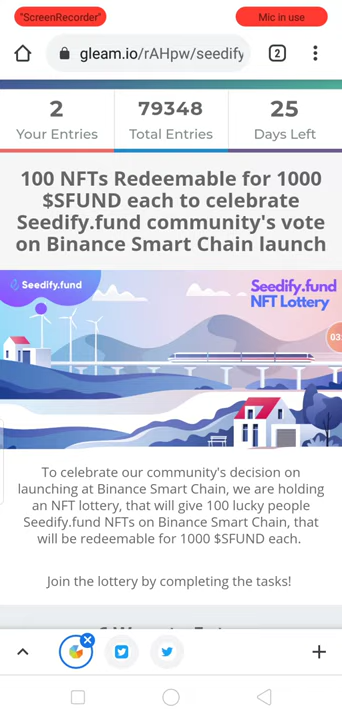 "ScreenRecorder"
Mic in use
gleam.io/rAHpw/seedify
2
2
79348
25
Your Entries
Total Entries
Days Left
100 NFTs Redeemable for 1000
$SFUND each to celebrate
Seedify.fund community's vote
on Binance Smart Chain launch
Seedify.fund
Seedify.fund
NFT Lottery
03
To celebrate our community's decision on
launching at Binance Smart Chain, we are holding
an NFT lottery, that will give 100 lucky people
Seedify.fund NFTs on Binance Smart Chain, that
will be redeemable for 1000 $SFUND each.
Join the lottery by completing the tasks!